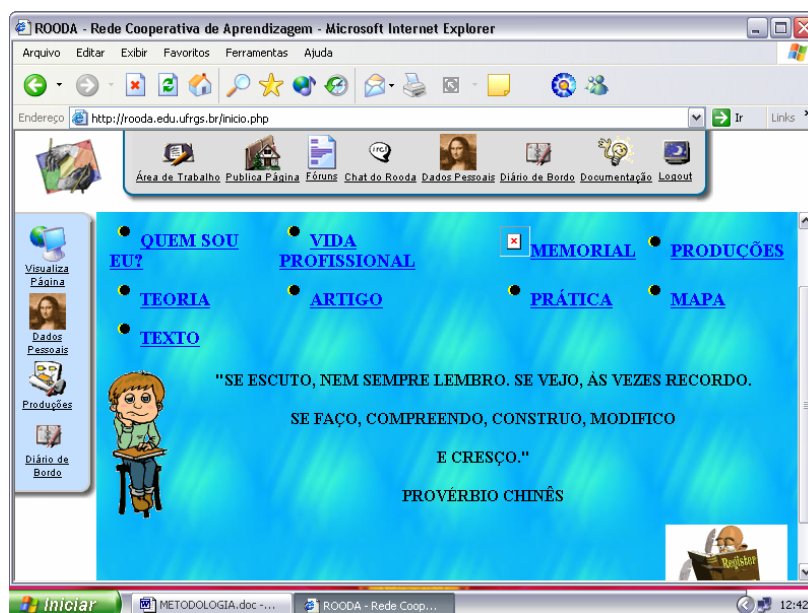 ROODA - Rede Cooperativa de Aprendizagem - Microsoft Internet Explorer
Arquivo Editar Exibir Favoritos Ferramentas Ajuda
Endereço http://rooda.edu.ufrgs.br/inicio.php Ir Links
Área de Trabalho Publica Página Fóruns Chat do Rooda Dados Pessoais Diário de Bordo Documentação Logout
Visualiza
Página
Dados
Pessoais
Produções
Diário de
Bordo
QUEM SOU
EU?
VIDA
PROFISSIONAL
MEMORIAL
PRODUÇÕES
TEORIA
ARTIGO
PRÁTICA
MAPA
TEXTO
"SE ESCUTO, NEM SEMPRE LEMBRO. SE VEJO, ÀS VEZES RECORDO.
SE FAÇO, COMPREENDO, CONSTRUO, MODIFICO
E CRESÇO."
PROVÉRBIO CHINÊS
Register
Iniciar METODOLOGIA.doc -... ROODA - Rede Coop... 12:42